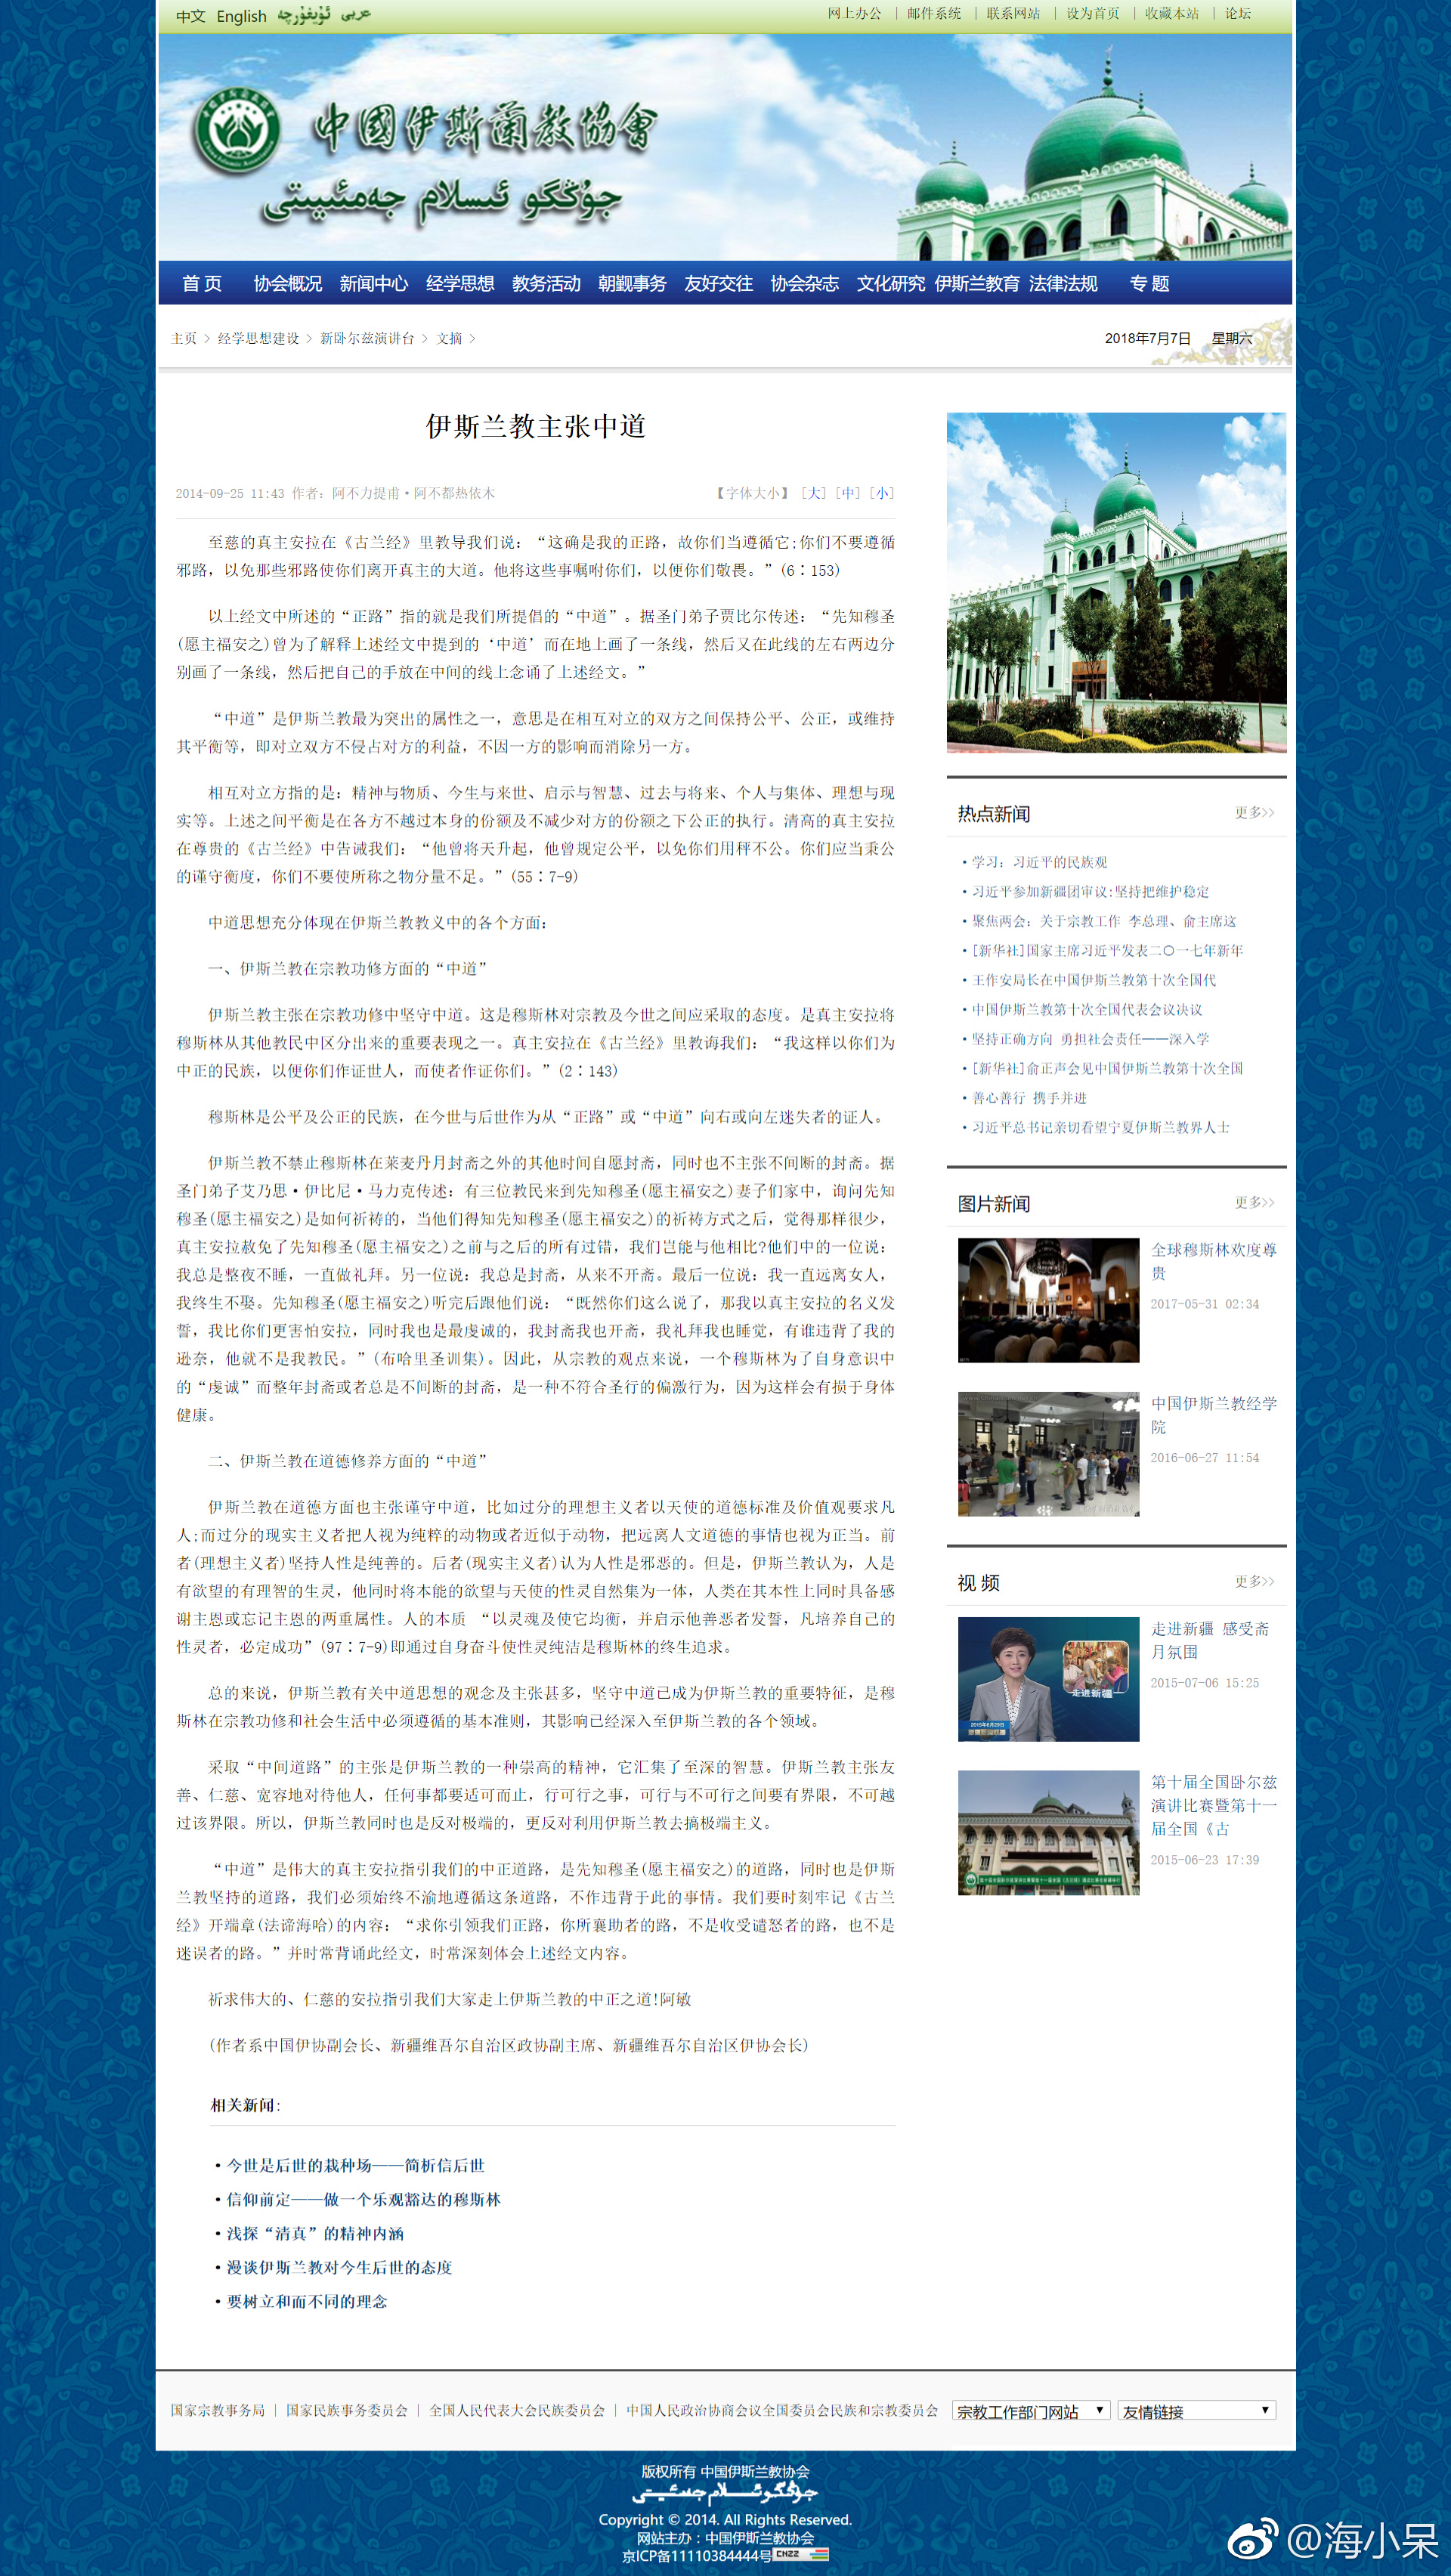 中文 English ئۇيغۇرچە عربي
网上办公 | 邮件系统 | 联系网站 | 设为首页 | 收藏本站 | 论坛
中國伊斯蘭教協會
جۇڭگو ئىسلام جەمئىيىتى
首 页 协会概况 新闻中心 经学思想 教务活动 朝觐事务 友好交往 协会杂志 文化研究 伊斯兰教育 法律法规 专 题
主页 > 经学思想建设 > 新卧尔兹演讲台 > 文摘 >
2018年7月7日 星期六
伊斯兰教主张中道
2014-09-25 11:43 作者：阿不力提甫·阿不都热依木
【字体大小】 [大] [中] [小]
至慈的真主安拉在《古兰经》里教导我们说：“这确是我的正路，故你们当遵循它;你们不要遵循
邪路，以免那些邪路使你们离开真主的大道。他将这些事嘱咐你们，以便你们敬畏。”(6：153)
以上经文中所述的“正路”指的就是我们所提倡的“中道”。据圣门弟子贾比尔传述：“先知穆圣
(愿主福安之)曾为了解释上述经文中提到的‘中道’而在地上画了一条线，然后又在此线的左右两边分
别画了一条线，然后把自己的手放在中间的线上念诵了上述经文。”
“中道”是伊斯兰教最为突出的属性之一，意思是在相互对立的双方之间保持公平、公正，或维持
其平衡等，即对立双方不侵占对方的利益，不因一方的影响而消除另一方。
相互对立方指的是：精神与物质、今生与来世、启示与智慧、过去与将来、个人与集体、理想与现
实等。上述之间平衡是在各方不越过本身的份额及不减少对方的份额之下公正的执行。清高的真主安拉
在尊贵的《古兰经》中告诫我们：“他曾将天升起，他曾规定公平，以免你们用秤不公。你们应当秉公
的谨守衡度，你们不要使所称之物分量不足。”(55：7-9)
中道思想充分体现在伊斯兰教教义中的各个方面：
一、伊斯兰教在宗教功修方面的“中道”
伊斯兰教主张在宗教功修中坚守中道。这是穆斯林对宗教及今世之间应采取的态度。是真主安拉将
穆斯林从其他教民中区分出来的重要表现之一。真主安拉在《古兰经》里教诲我们：“我这样以你们为
中正的民族，以便你们作证世人，而使者作证你们。”(2：143)
穆斯林是公平及公正的民族，在今世与后世作为从“正路”或“中道”向右或向左迷失者的证人。
伊斯兰教不禁止穆斯林在莱麦丹月封斋之外的其他时间自愿封斋，同时也不主张不间断的封斋。据
圣门弟子艾乃思·伊比尼·马力克传述：有三位教民来到先知穆圣(愿主福安之)妻子们家中，询问先知
穆圣(愿主福安之)是如何祈祷的，当他们得知先知穆圣(愿主福安之)的祈祷方式之后，觉得那样很少，
真主安拉赦免了先知穆圣(愿主福安之)之前与之后的所有过错，我们岂能与他相比?他们中的一位说：
我总是整夜不睡，一直做礼拜。另一位说：我总是封斋，从来不开斋。最后一位说：我一直远离女人，
我终生不娶。先知穆圣(愿主福安之)听完后跟他们说：“既然你们这么说了，那我以真主安拉的名义发
誓，我比你们更害怕安拉，同时我也是最虔诚的，我封斋我也开斋，我礼拜我也睡觉，有谁违背了我的
逊奈，他就不是我教民。”(布哈里圣训集)。因此，从宗教的观点来说，一个穆斯林为了自身意识中
的“虔诚”而整年封斋或者总是不间断的封斋，是一种不符合圣行的偏激行为，因为这样会有损于身体
健康。
二、伊斯兰教在道德修养方面的“中道”
伊斯兰教在道德方面也主张谨守中道，比如过分的理想主义者以天使的道德标准及价值观要求凡
人;而过分的现实主义者把人视为纯粹的动物或者近似于动物，把远离人文道德的事情也视为正当。前
者(理想主义者)坚持人性是纯善的。后者(现实主义者)认为人性是邪恶的。但是，伊斯兰教认为，人是
有欲望的有理智的生灵，他同时将本能的欲望与天使的性灵自然集为一体，人类在其本性上同时具备感
谢主恩或忘记主恩的两重属性。人的本质 “以灵魂及使它均衡，并启示他善恶者发誓，凡培养自己的
性灵者，必定成功”(97：7-9)即通过自身奋斗使性灵纯洁是穆斯林的终生追求。
总的来说，伊斯兰教有关中道思想的观念及主张甚多，坚守中道已成为伊斯兰教的重要特征，是穆
斯林在宗教功修和社会生活中必须遵循的基本准则，其影响已经深入至伊斯兰教的各个领域。
采取“中间道路”的主张是伊斯兰教的一种崇高的精神，它汇集了至深的智慧。伊斯兰教主张友
善、仁慈、宽容地对待他人，任何事都要适可而止，行可行之事，可行与不可行之间要有界限，不可越
过该界限。所以，伊斯兰教同时也是反对极端的，更反对利用伊斯兰教去搞极端主义。
“中道”是伟大的真主安拉指引我们的中正道路，是先知穆圣(愿主福安之)的道路，同时也是伊斯
兰教坚持的道路，我们必须始终不渝地遵循这条道路，不作违背于此的事情。我们要时刻牢记《古兰
经》开端章(法谛海哈)的内容：“求你引领我们正路，你所襄助者的路，不是收受谴怒者的路，也不是
迷误者的路。”并时常背诵此经文，时常深刻体会上述经文内容。
祈求伟大的、仁慈的安拉指引我们大家走上伊斯兰教的中正之道!阿敏
(作者系中国伊协副会长、新疆维吾尔自治区政协副主席、新疆维吾尔自治区伊协会长)
相关新闻:
·今世是后世的栽种场——简析信后世
·信仰前定——做一个乐观豁达的穆斯林
·浅探“清真”的精神内涵
·漫谈伊斯兰教对今生后世的态度
·要树立和而不同的理念
热点新闻 更多>>
·学习：习近平的民族观
·习近平参加新疆团审议:坚持把维护稳定
·聚焦两会：关于宗教工作 李总理、俞主席这
·[新华社]国家主席习近平发表二〇一七年新年
·王作安局长在中国伊斯兰教第十次全国代
·中国伊斯兰教第十次全国代表会议决议
·坚持正确方向 勇担社会责任——深入学
·[新华社]俞正声会见中国伊斯兰教第十次全国
·善心善行 携手并进
·习近平总书记亲切看望宁夏伊斯兰教界人士
图片新闻 更多>>
全球穆斯林欢度尊
贵
2017-05-31 02:34
中国伊斯兰教经学
院
2016-06-27 11:54
视 频 更多>>
走进新疆
走进新疆 感受斋
月氛围
2015-07-06 15:25
第十届全国卧尔兹
演讲比赛暨第十一
届全国《古
2015-06-23 17:39
国家宗教事务局 | 国家民族事务委员会 | 全国人民代表大会民族委员会 | 中国人民政治协商会议全国委员会民族和宗教委员会 宗教工作部门网站 友情链接
版权所有 中国伊斯兰教协会
جۇڭگو ئىسلام جەمئىيىتى
Copyright © 2014. All Rights Reserved.
网站主办：中国伊斯兰教协会
京ICP备11110384444号 CNZZ
@海小呆